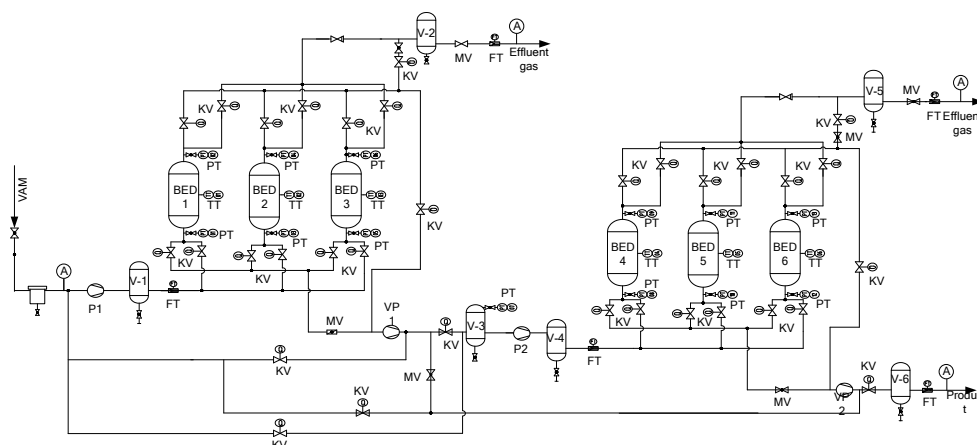 V-2
A
Effluent
gas
MV
FT
KV
KV
KV
KV
V-5
MV
A
FT
Effluent
gas
KV
MV
KV
KV
KV
PT
PT
PT
BED
1
BED
2
BED
3
TT
TT
TT
KV
PT
PT
PT
KV
KV
KV
VAM
A
P1
V-1
FT
PT
PT
PT
BED
4
BED
5
BED
6
TT
TT
TT
KV
PT
PT
PT
KV
KV
KV
MV
VP
1
KV
V-3
PT
P2
V-4
FT
KV
MV
KV
KV
MV
VP
2
KV
V-6
FT
A
Produ
t